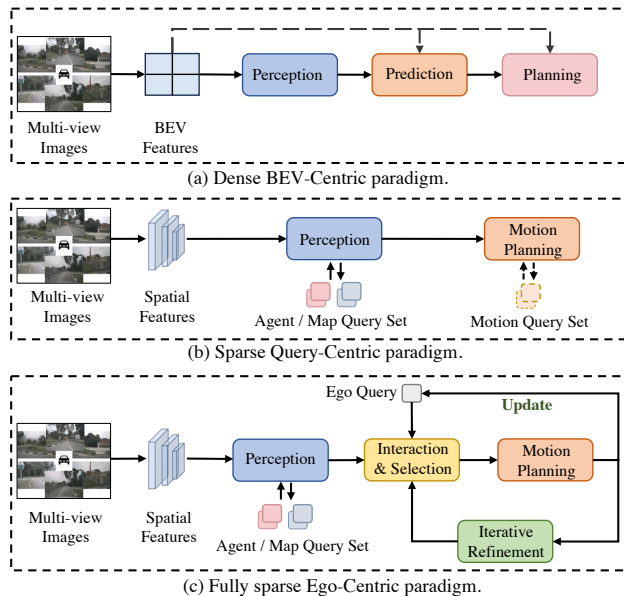 Perception
Prediction
Planning
Multi-view
Images
BEV
Features
(a) Dense BEV-Centric paradigm.
Perception
Motion
Planning
Multi-view
Images
Spatial
Features
Agent / Map Query Set
Motion Query Set
(b) Sparse Query-Centric paradigm.
Ego Query
Update
Perception
Interaction
& Selection
Motion
Planning
Multi-view
Images
Spatial
Features
Agent / Map Query Set
Iterative
Refinement
(c) Fully sparse Ego-Centric paradigm.